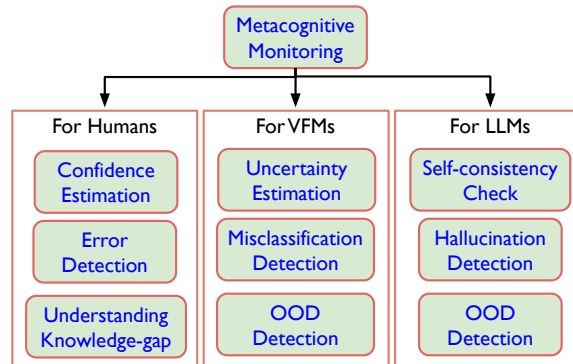 Metacognitive
Monitoring
For Humans
Confidence
Estimation
Error
Detection
Understanding
Knowledge-gap
For VFMs
Uncertainty
Estimation
Misclassification
Detection
OOD
Detection
For LLMs
Self-consistency
Check
Hallucination
Detection
OOD
Detection